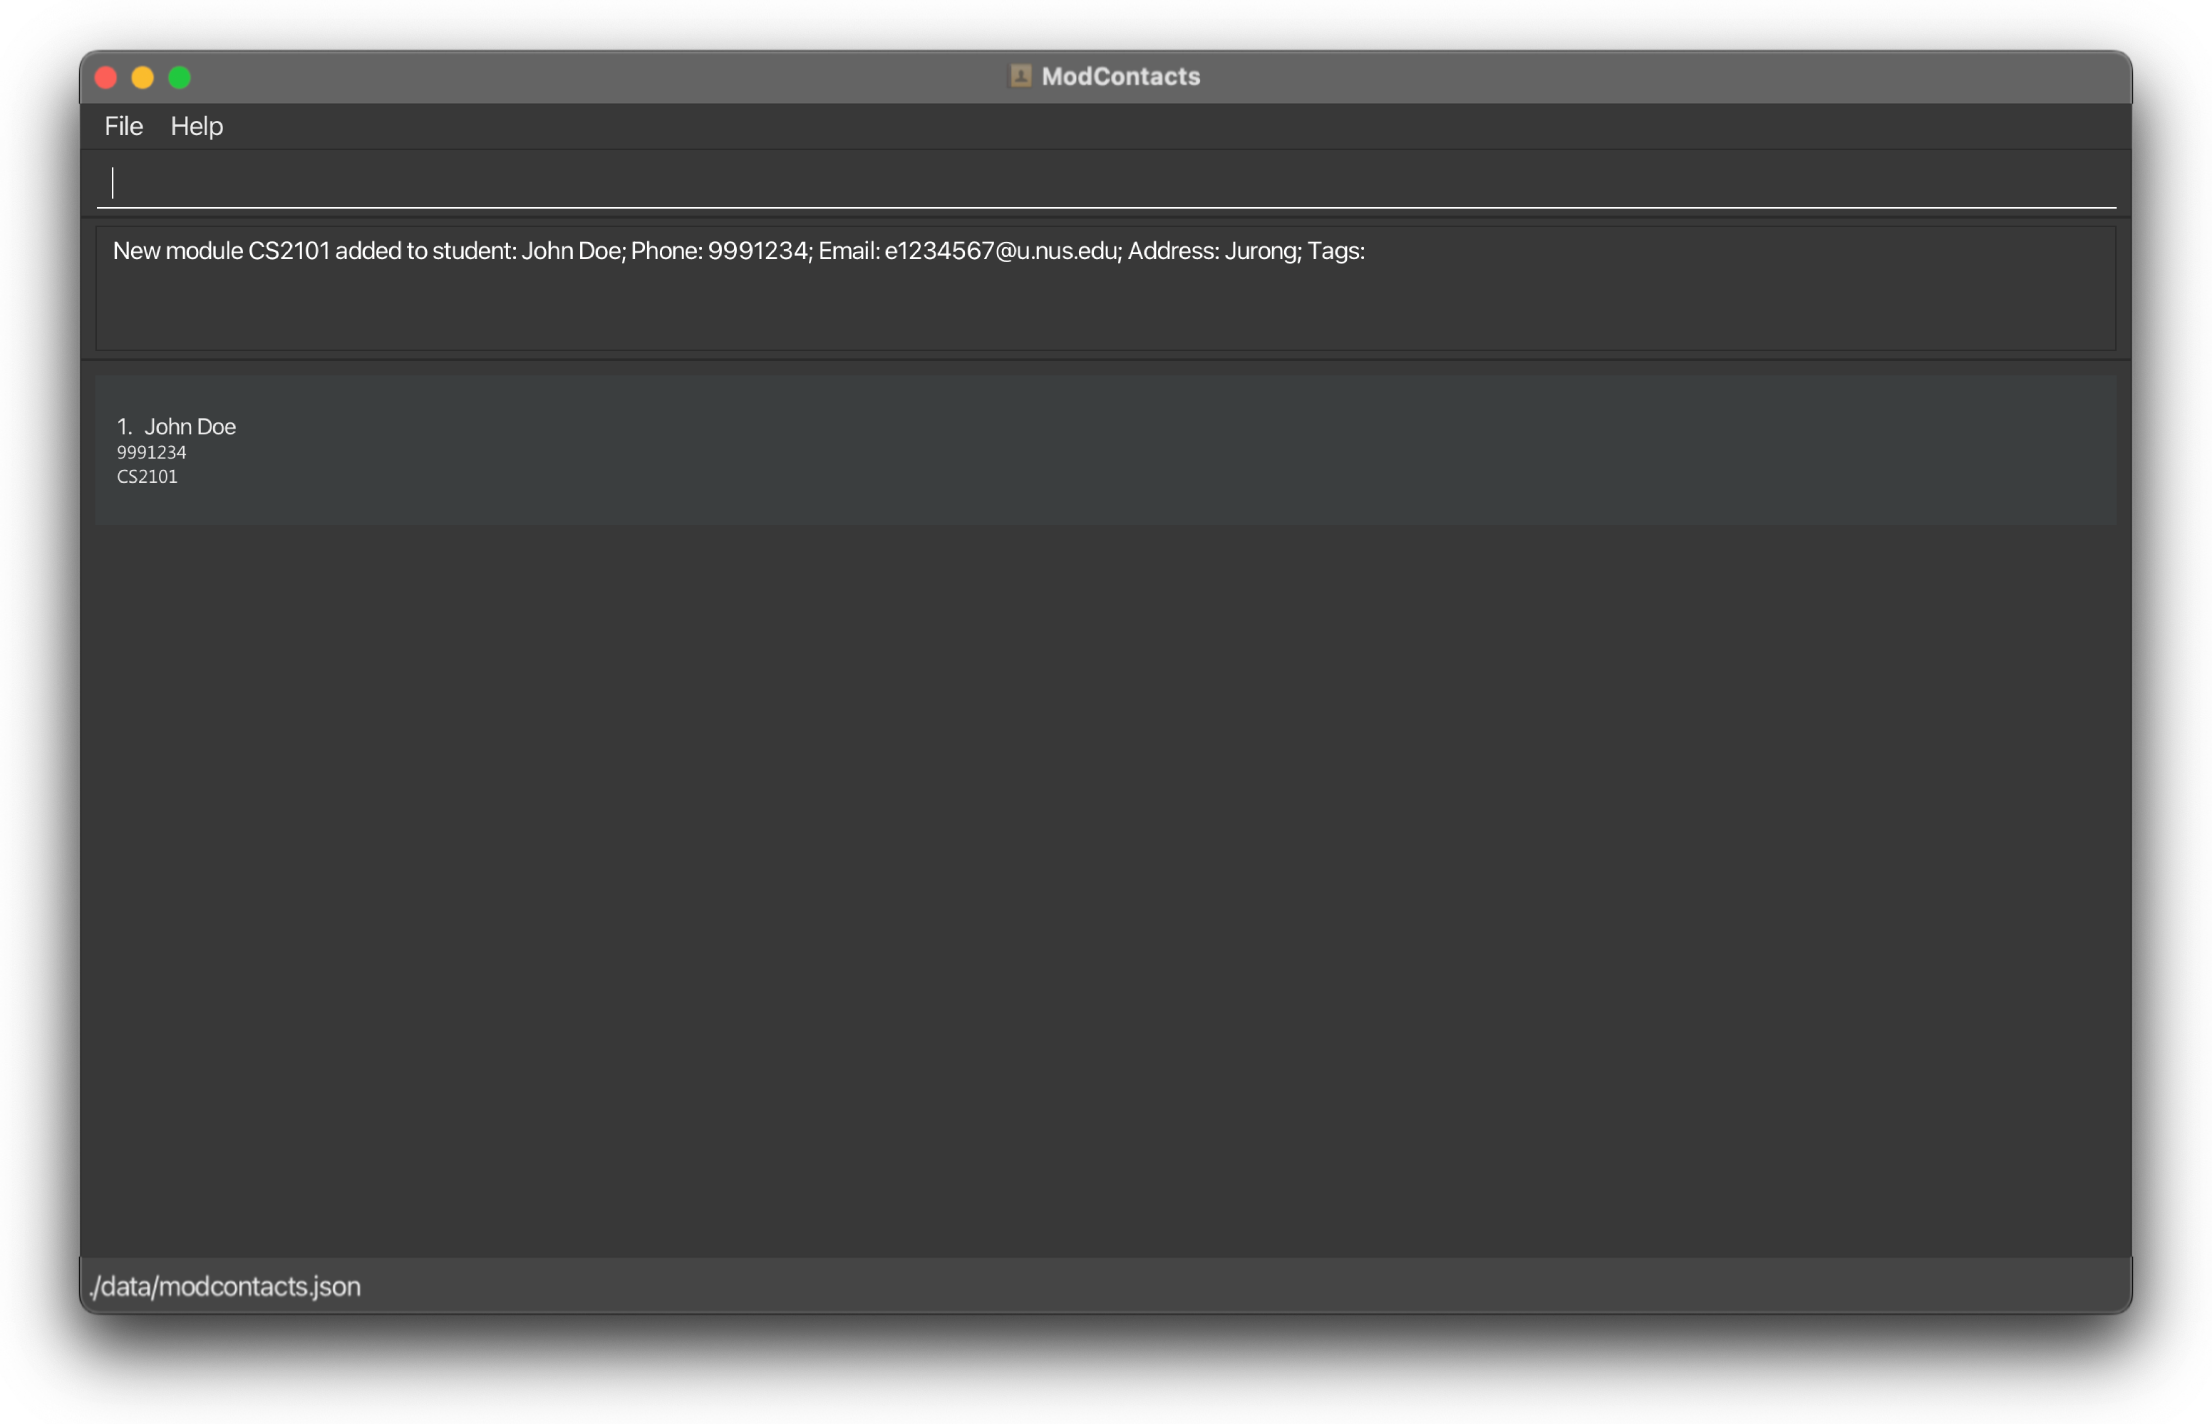 ModContacts
File Help
New module CS2101 added to student: John Doe; Phone: 9991234; Email: e1234567@u.nus.edu; Address: Jurong; Tags:
1. John Doe
9991234
CS2101
./data/modcontacts.json